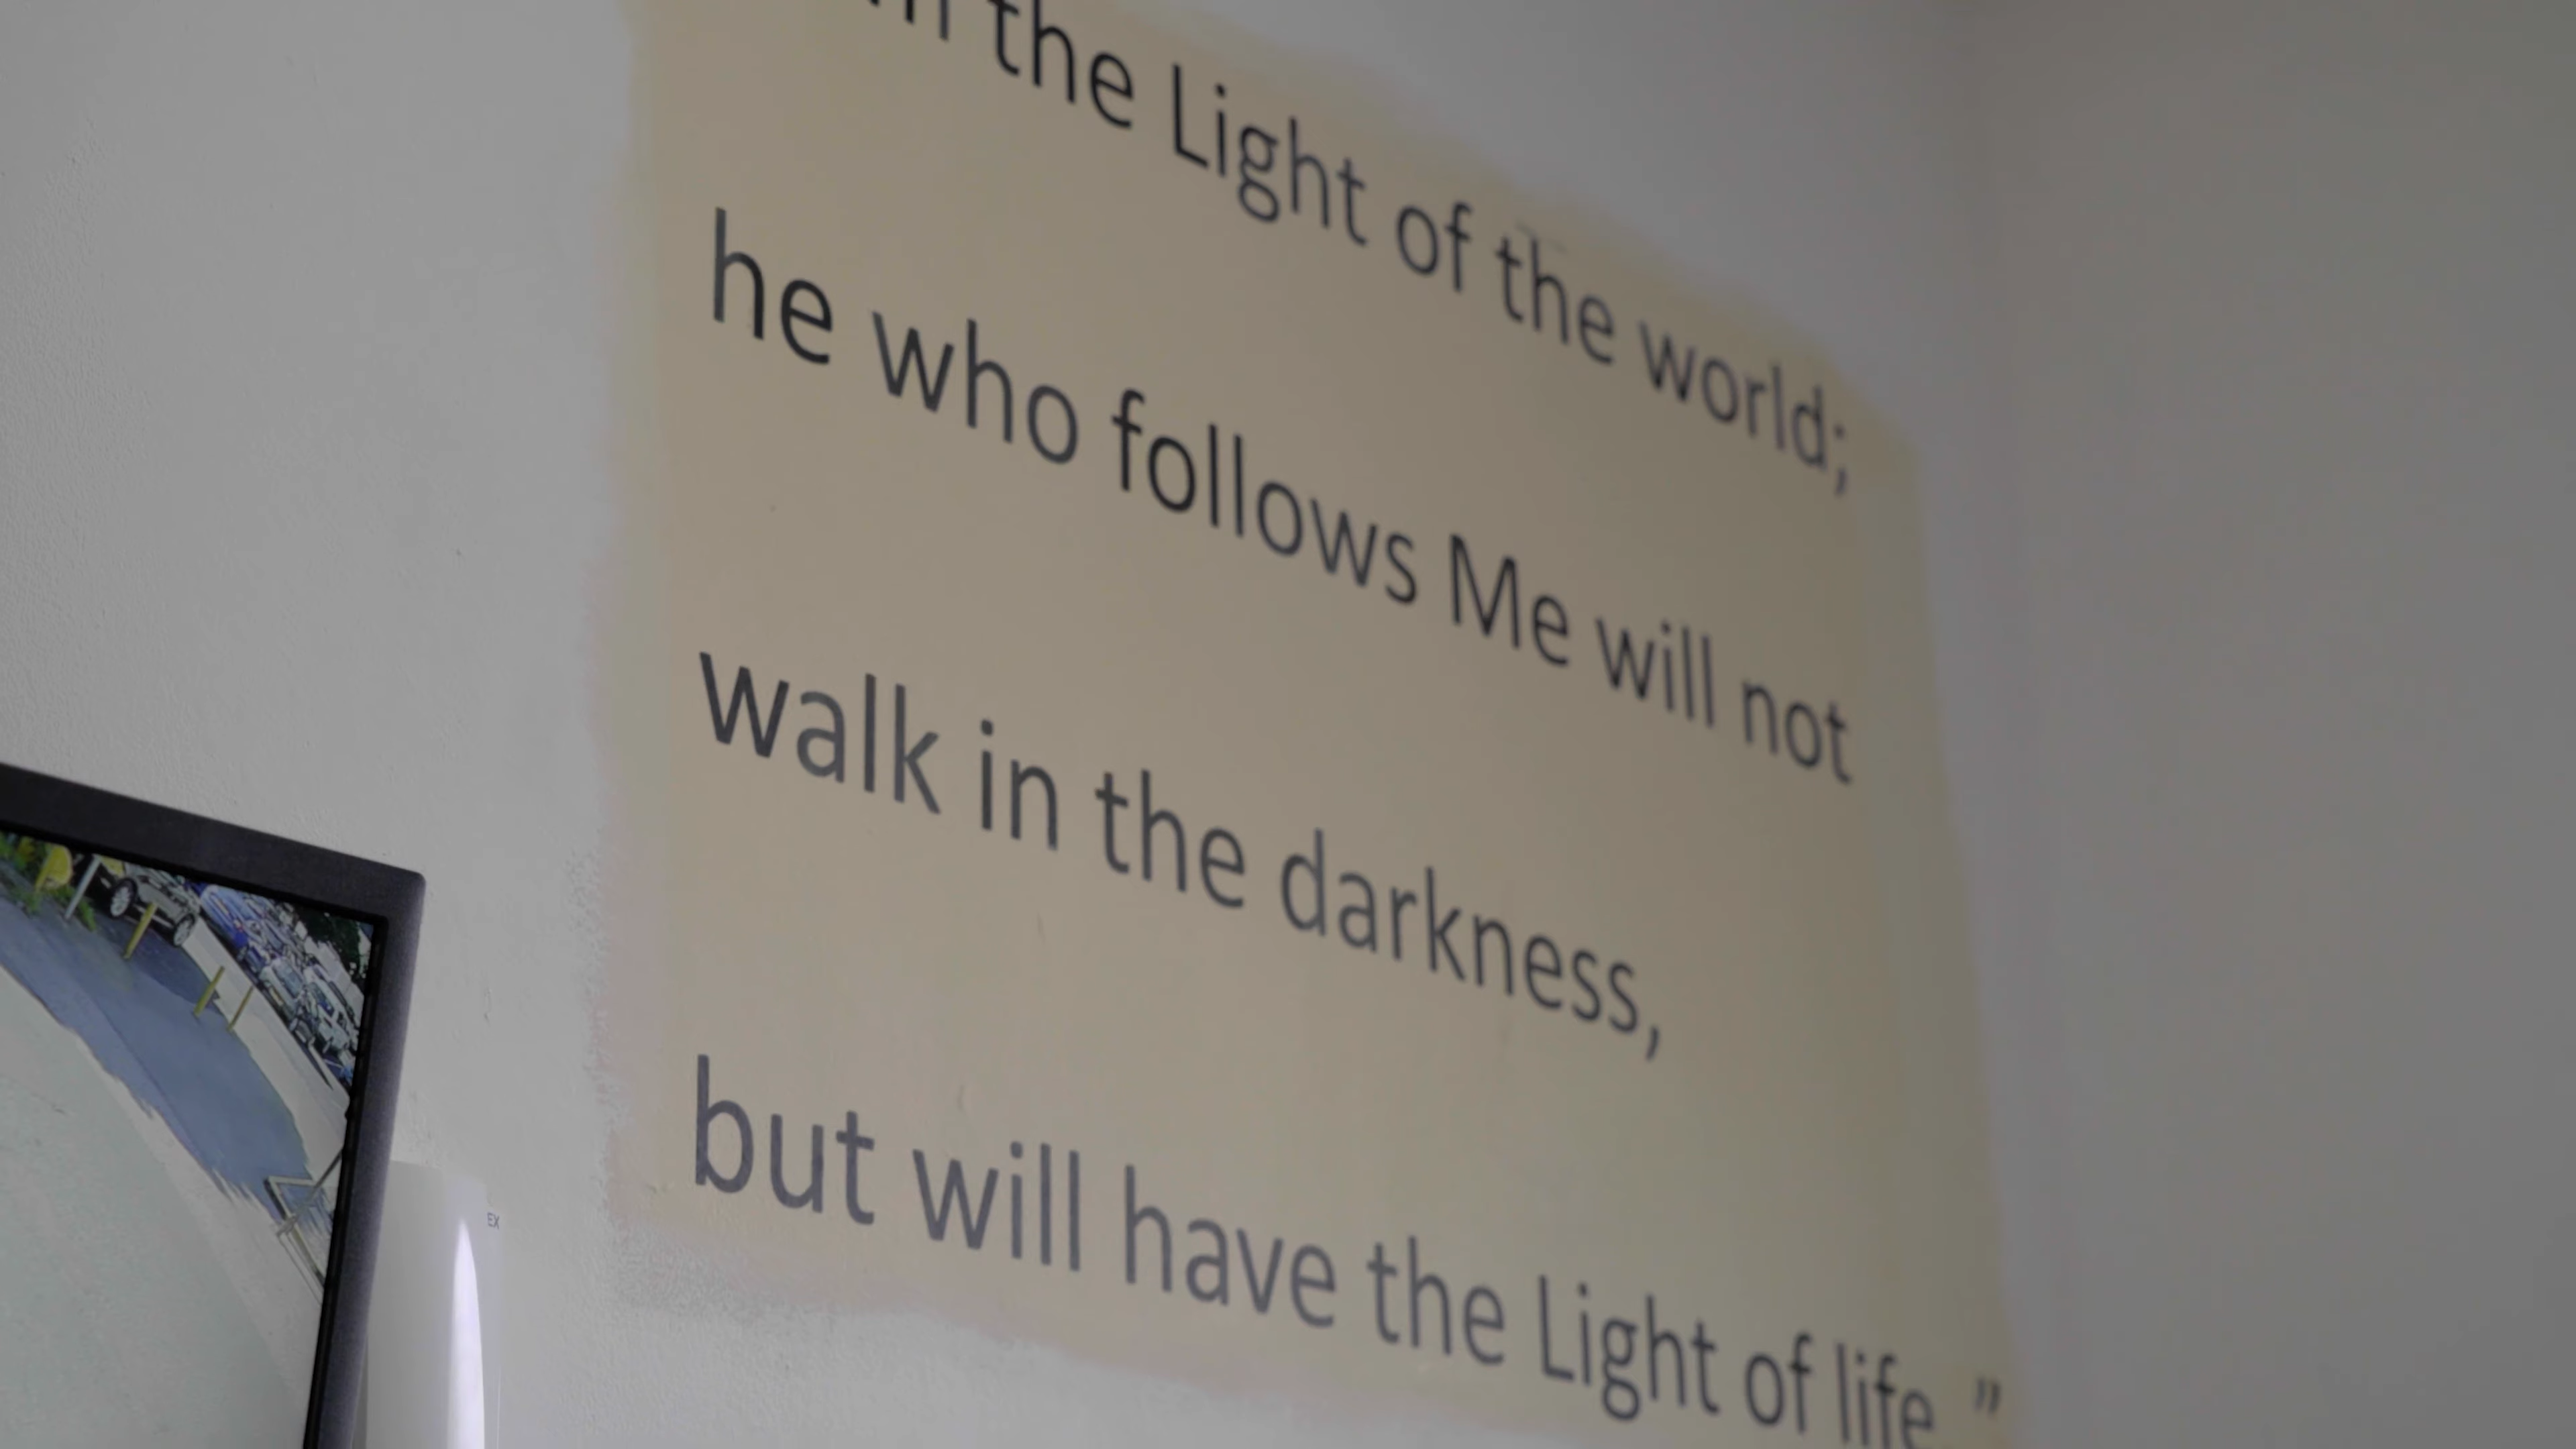 the Light of the world;
he who follows Me will not
walk in the darkness,
but will have the Light of life."
EX